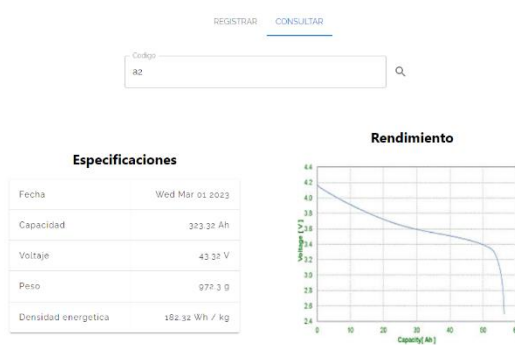 REGISTRAR CONSULTAR
Codigo
a2
Especificaciones
Fecha Wed Mar 01 2023
Capacidad 323.32 Ah
Voltaje 43.32 V
Peso 972.3 g
Densidad energetica 182.32 Wh / kg
Rendimiento
Voltage [ V ]
4.4
4.2
4.0
3.8
3.6
3.4
3.2
3.0
2.8
2.6
2.4
0 10 20 30 40 50
Capacity[ Ah ]